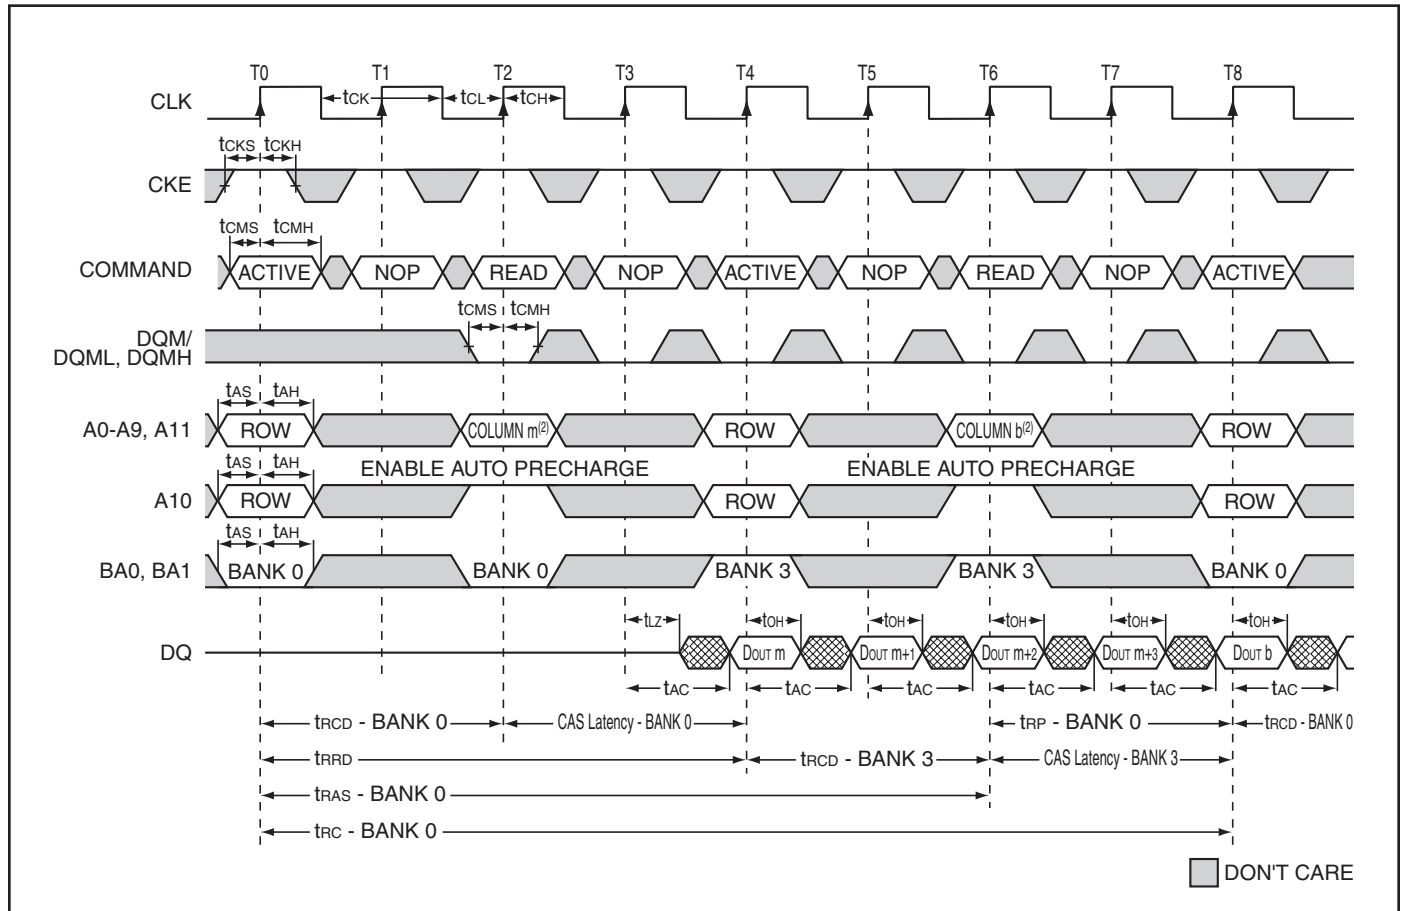 T0 T1 T2 T3 T4 T5 T6 T7 T8
CLK tCK tCL tCH
tCKS tCKH
CKE
tCMS tCMH
COMMAND ACTIVE NOP READ NOP ACTIVE NOP READ NOP ACTIVE
tCMS tCMH
DQM/
DQML, DQMH
tAS tAH
A0-A9, A11 ROW COLUMN m(2) ROW COLUMN b(2) ROW
tAS tAH ENABLE AUTO PRECHARGE ENABLE AUTO PRECHARGE
A10 ROW ROW ROW
tAS tAH
BA0, BA1 BANK 0 BANK 0 BANK 3 BANK 3 BANK 0
tLZ tOH tOH tOH tOH tOH
DQ DOUT m DOUT m+1 DOUT m+2 DOUT m+3 DOUT b
tAC tAC tAC tAC tAC tAC
tRCD - BANK 0 CAS Latency - BANK 0 tRP - BANK 0 tRCD - BANK 0
tRRD tRCD - BANK 3 CAS Latency - BANK 3
tRAS - BANK 0
tRC - BANK 0
DON'T CARE